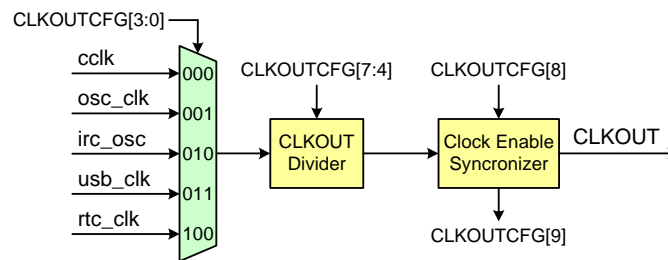 CLKOUTCFG[3:0]
cclk
000
CLKOUTCFG[7:4]
CLKOUTCFG[8]
osc_clk
001
irc_osc
010
CLKOUT
Divider
Clock Enable
Syncronizer
CLKOUT
usb_clk
011
rtc_clk
100
CLKOUTCFG[9]